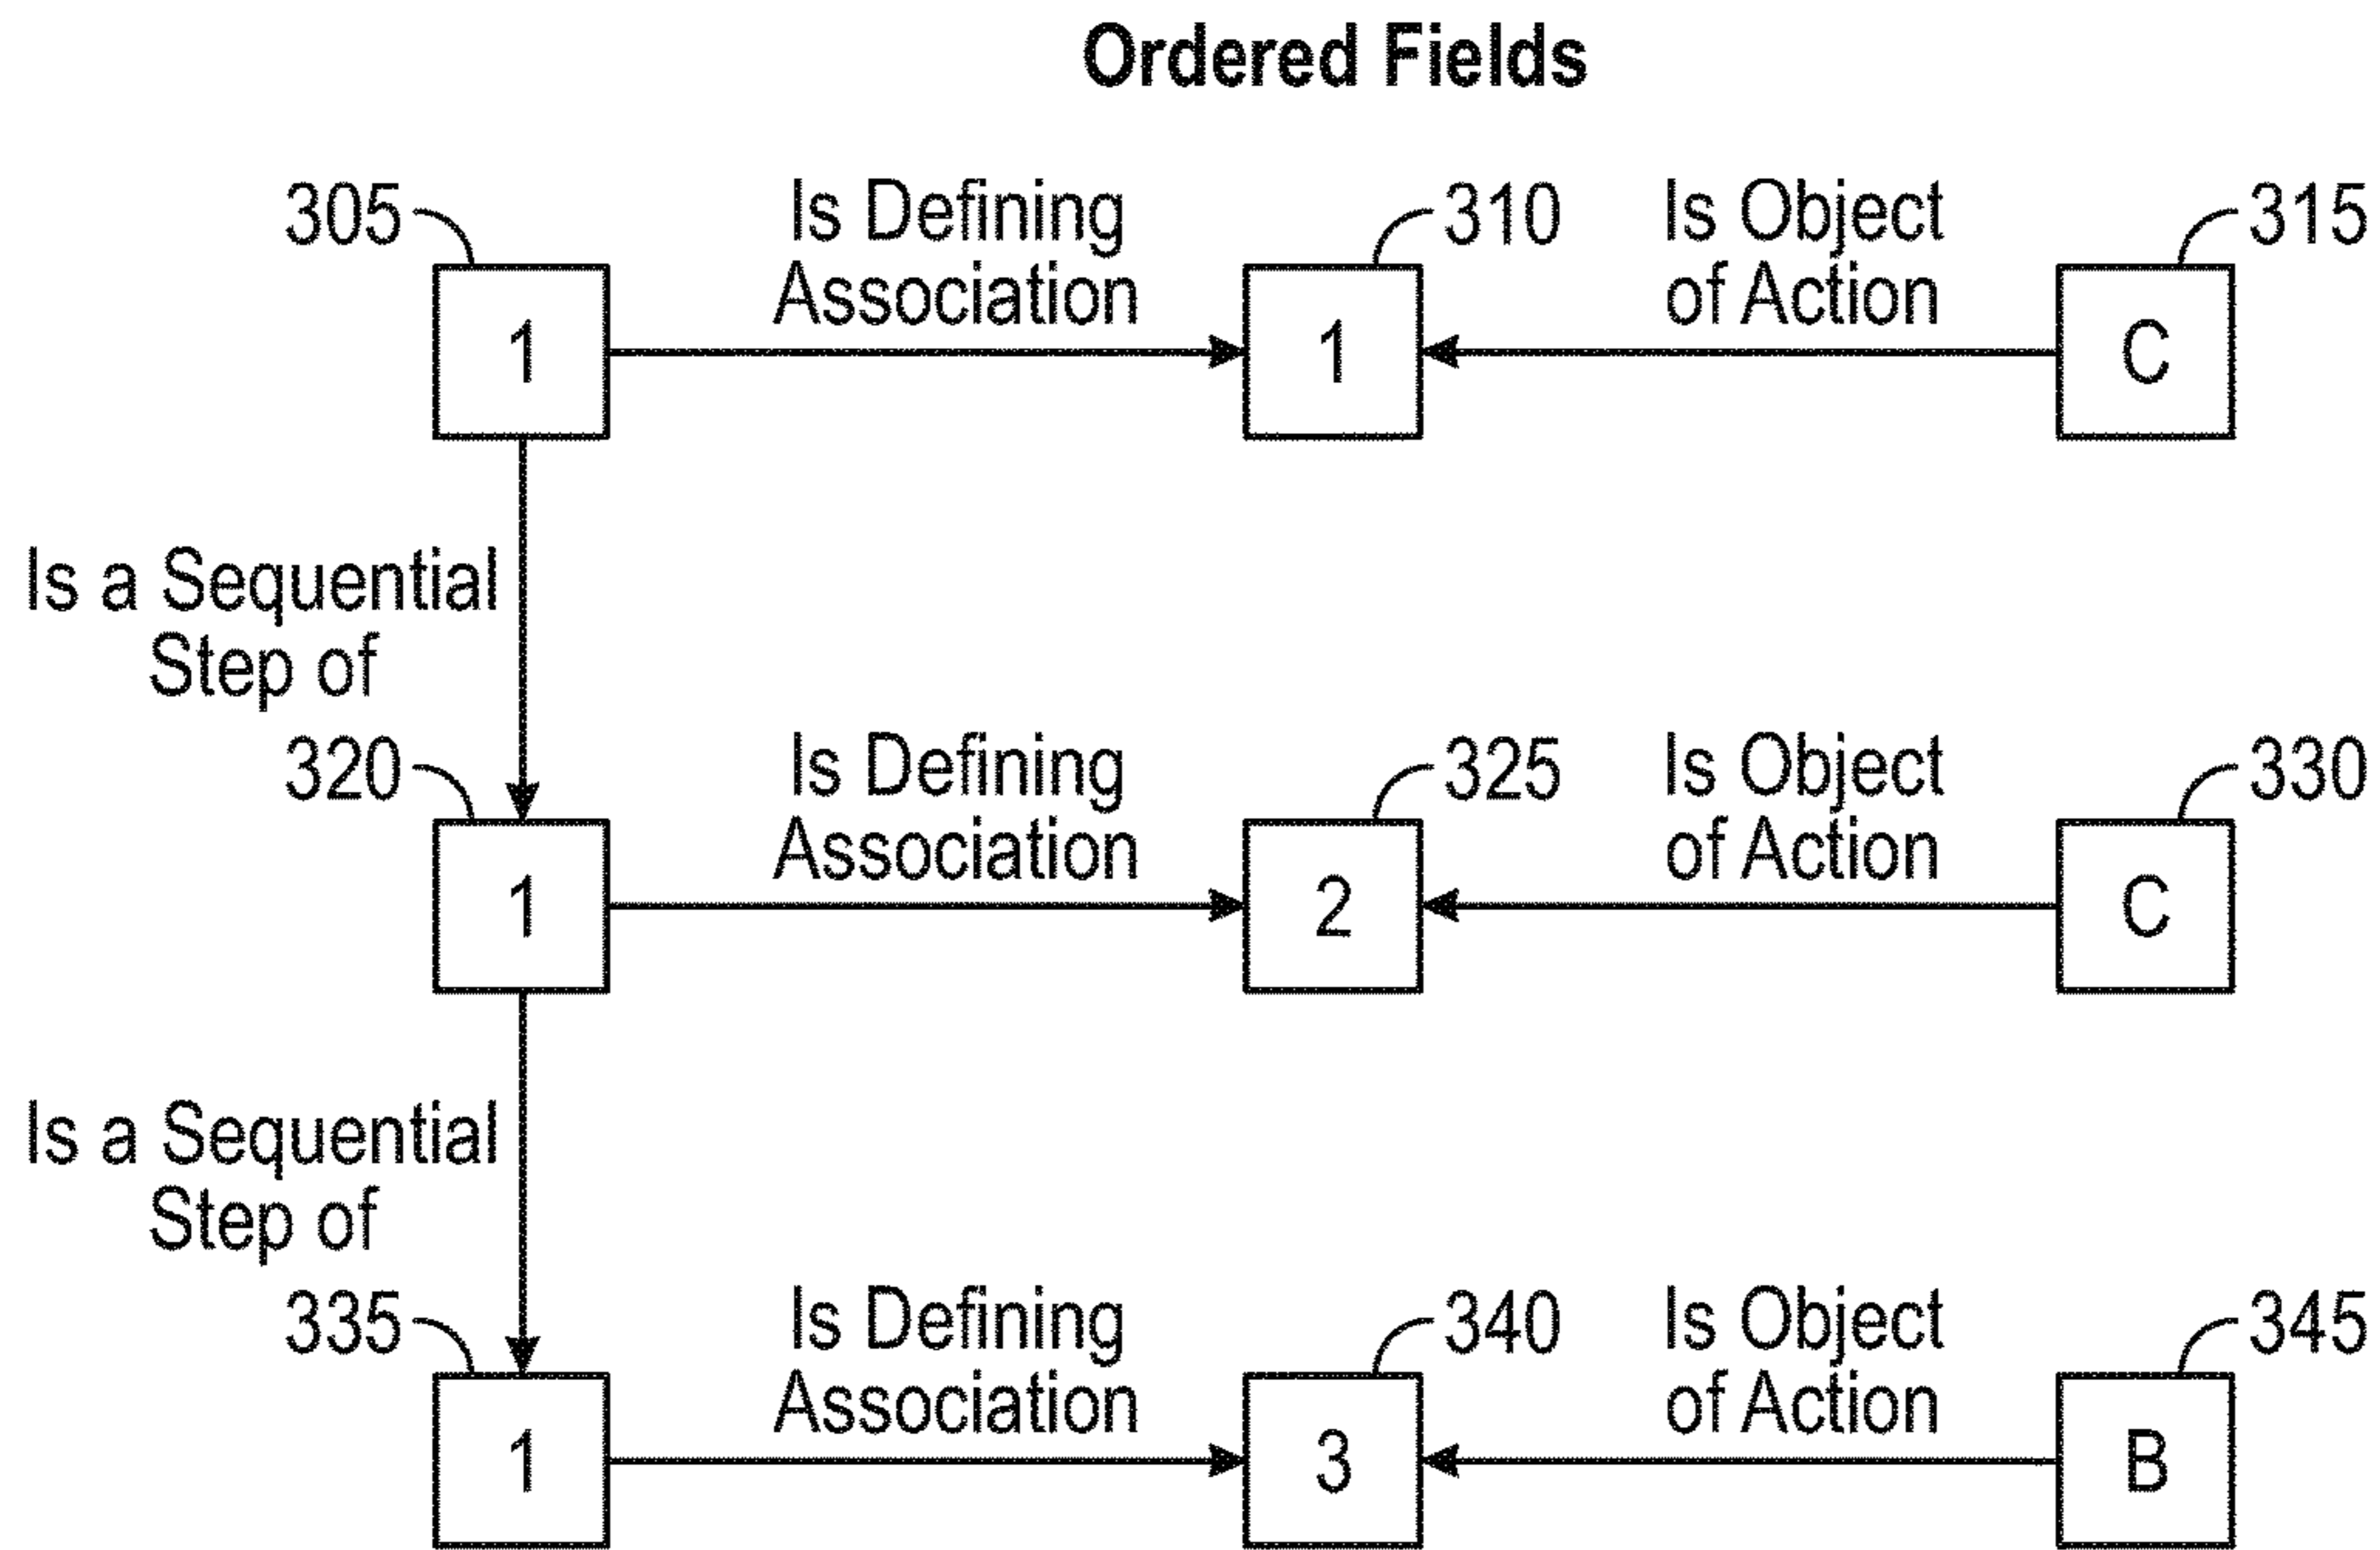 Ordered Fields
305
Is Defining
Association
310
Is Object
of Action
315
1
1
C
Is a Sequential
Step of
320
Is Defining
Association
325
Is Object
of Action
330
1
2
C
Is a Sequential
Step of
335
Is Defining
Association
340
Is Object
of Action
345
1
3
B